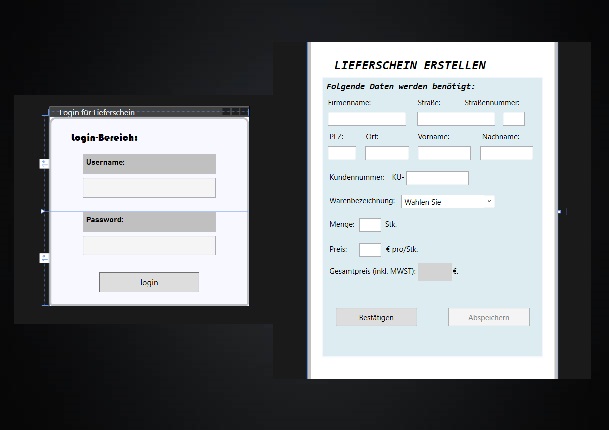 Login für Lieferschein
login-Bereich:
Username:
Password:
login
LIEFERSCHEIN ERSTELLEN
Folgende Daten werden benötigt:
Firmenname: Straße: Straßennummer:
PLZ: Ort: Vorname: Nachname:
Kundennummer: KU-
Warenbezeichnung: Wählen Sie
Menge: Stk.
Preis: € pro/Stk.
Gesamtpreis (inkl. MWST): €.
Bestätigen Abspeichern